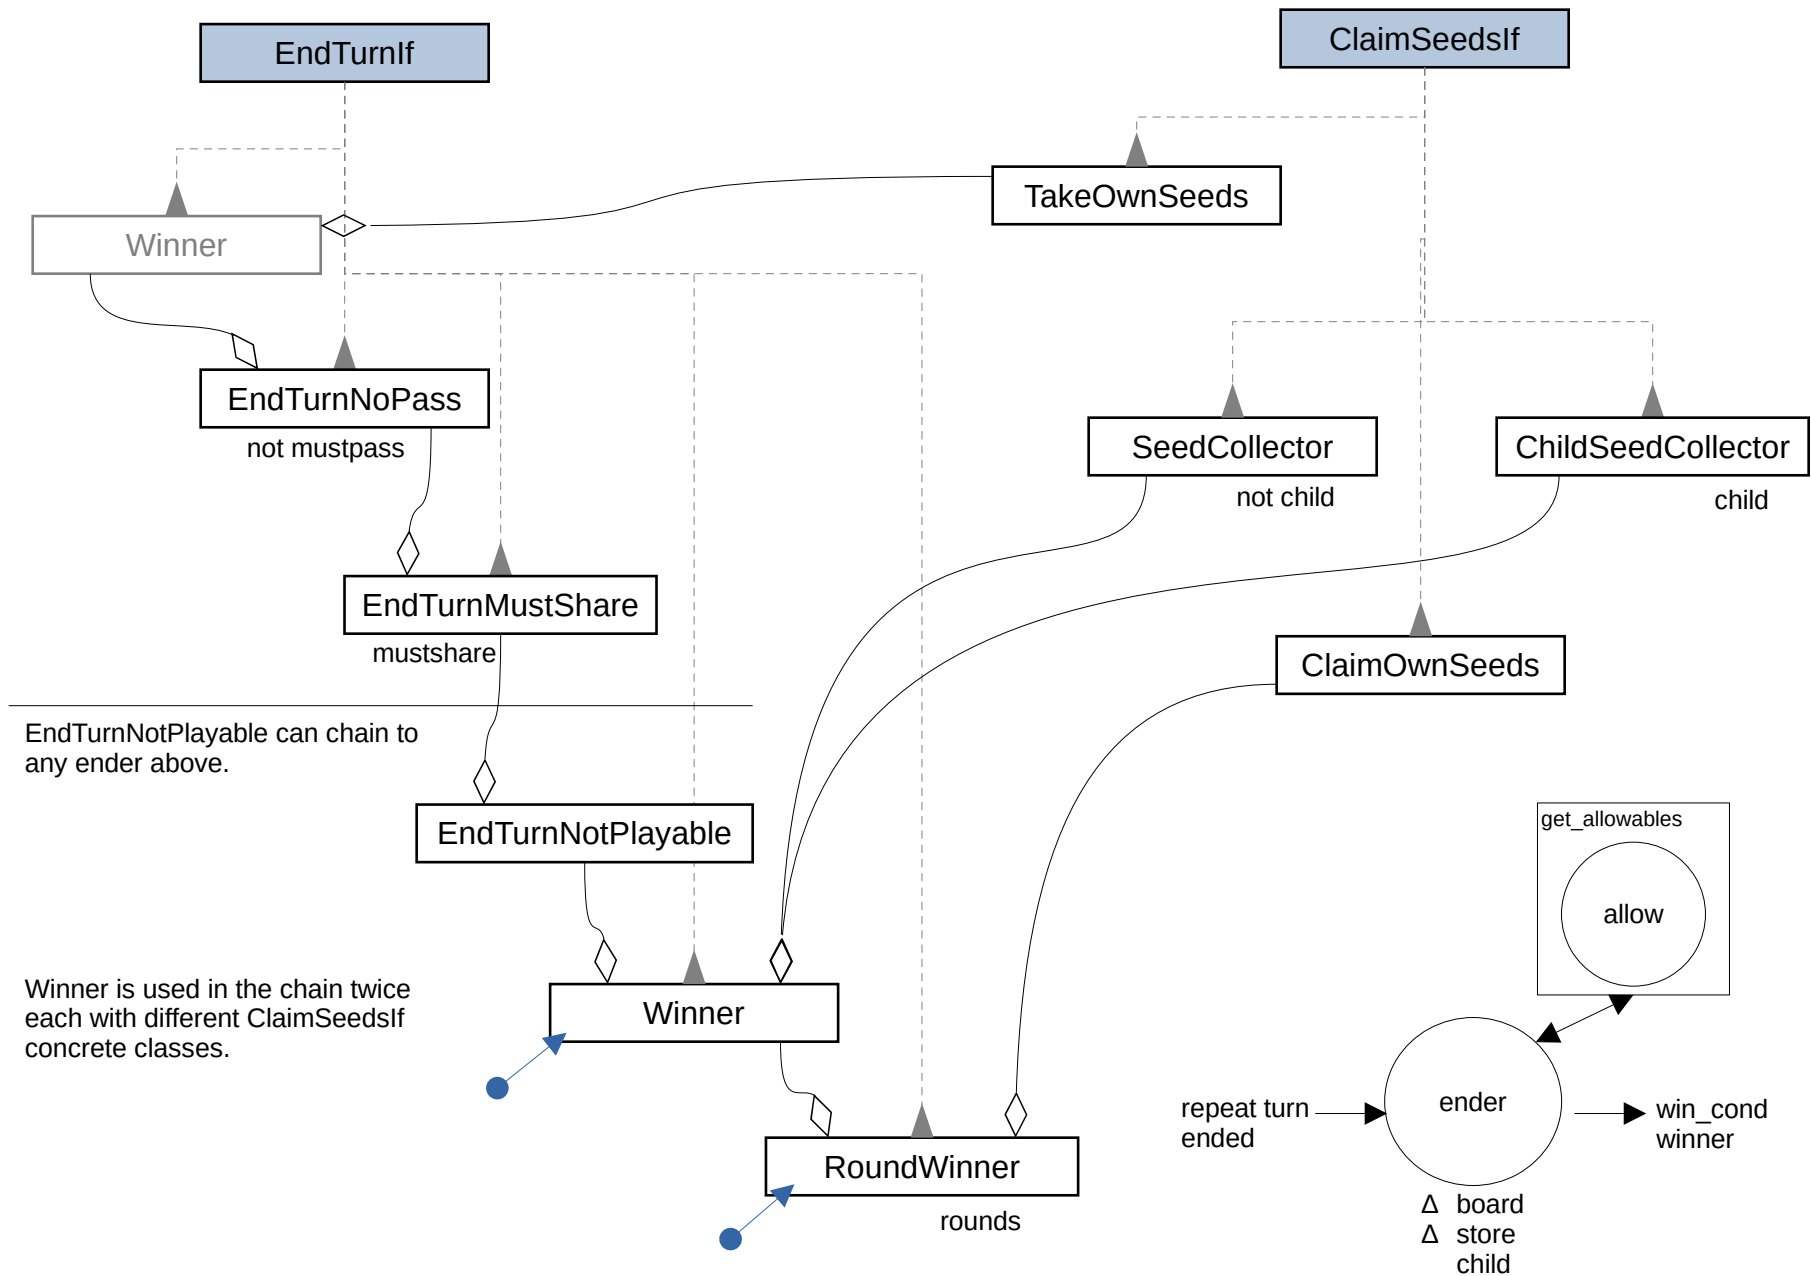 EndTurnIf
ClaimSeedsIf
TakeOwnSeeds
Winner
EndTurnNoPass
not mustpass
SeedCollector
not child
ChildSeedCollector
child
EndTurnMustShare
mustshare
ClaimOwnSeeds
EndTurnNotPlayable can chain to
any ender above.
EndTurnNotPlayable
get_allowables
allow
Winner is used in the chain twice
each with different ClaimSeedsIf
concrete classes.
Winner
repeat turn
ended
ender
win_cond
winner
RoundWinner
rounds
Δ board
Δ store
child